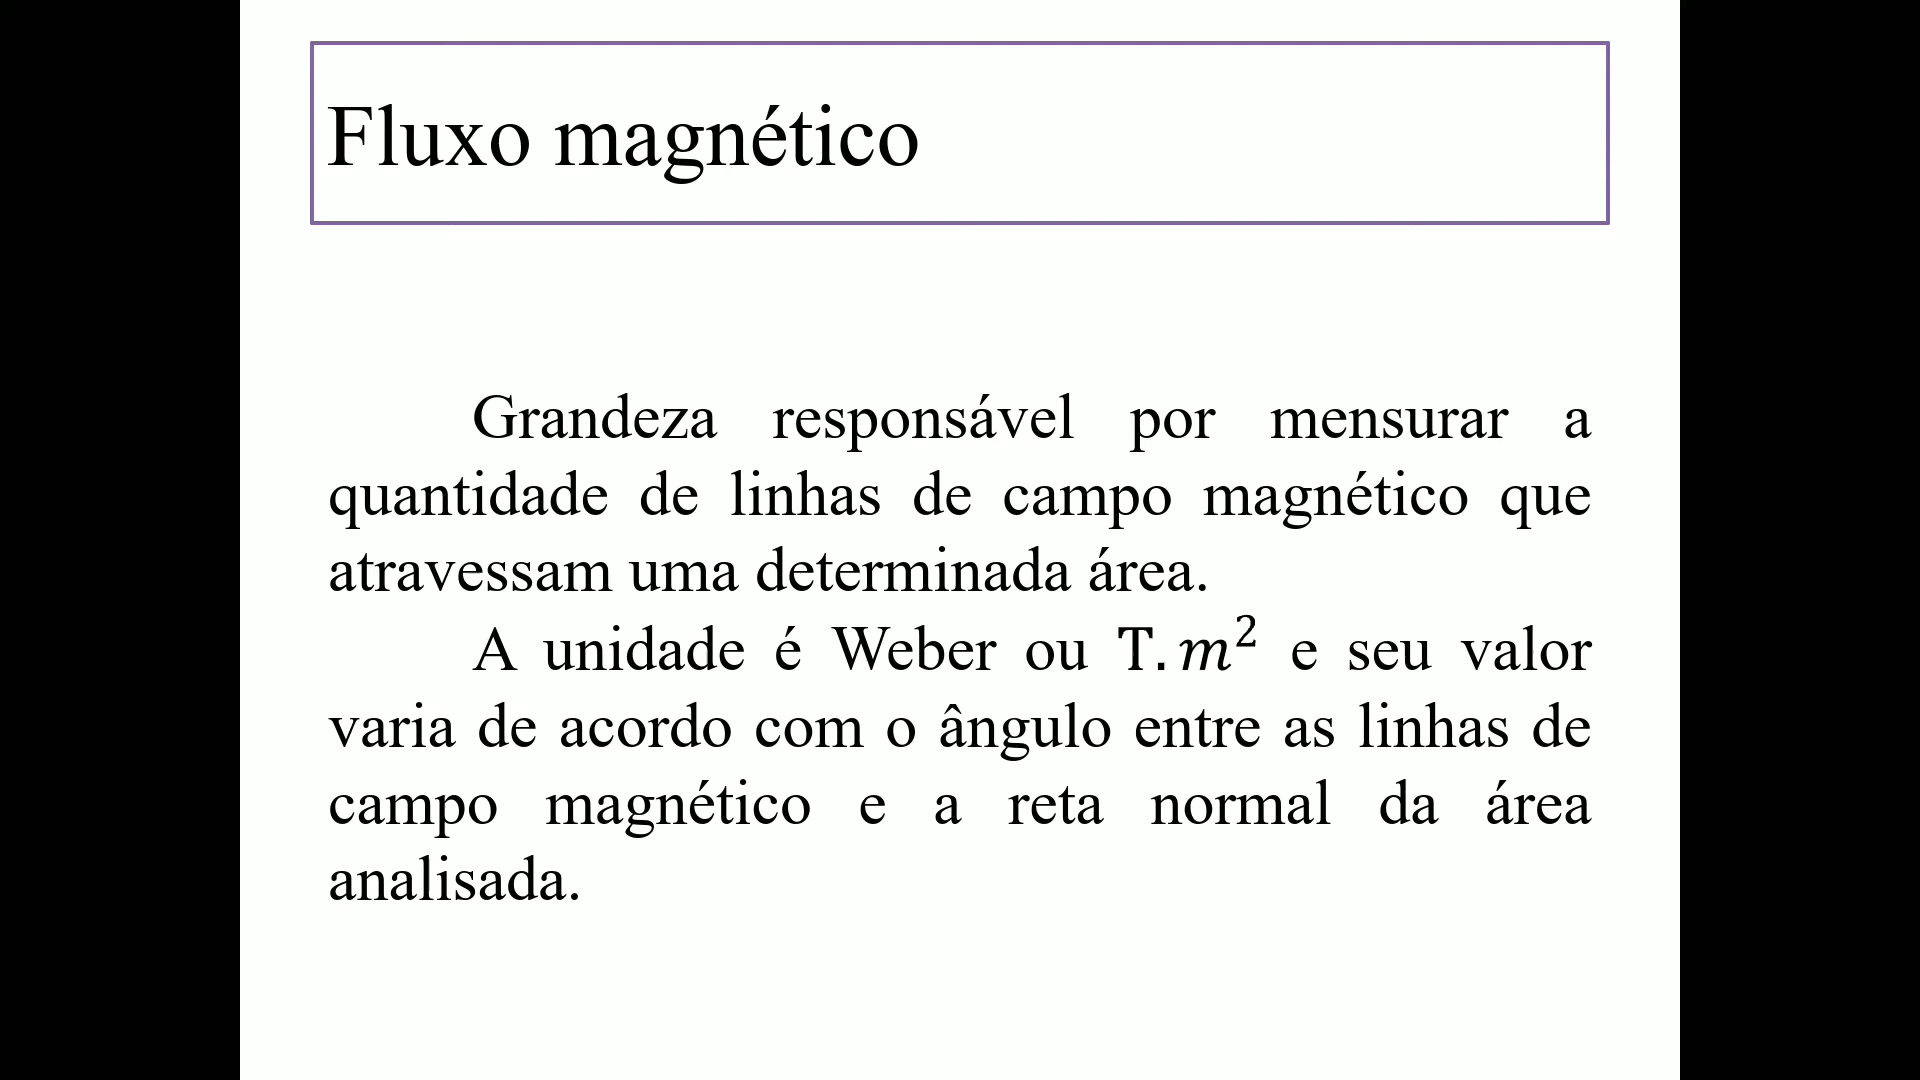 Fluxo magnético
Grandeza responsável por mensurar a
quantidade de linhas de campo magnético que
atravessam uma determinada área.
A unidade é Weber ou T.m² e seu valor
varia de acordo com o ângulo entre as linhas de
campo magnético e a reta normal da área
analisada.